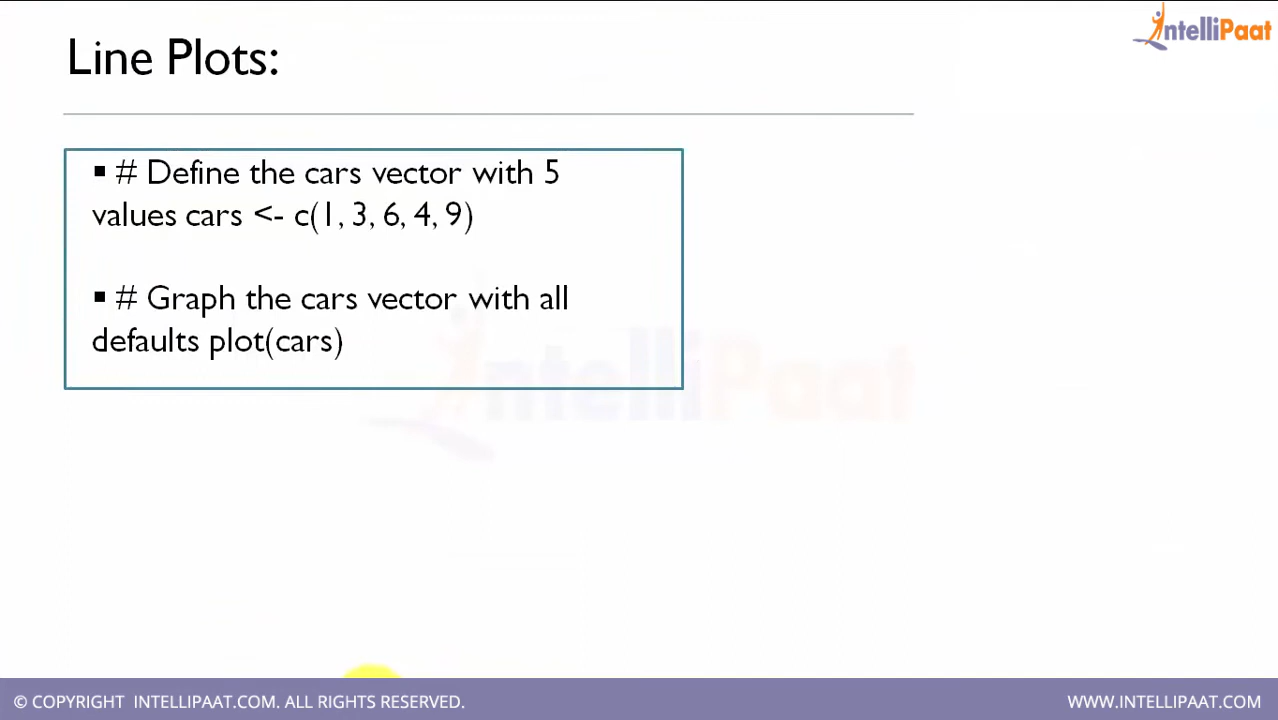 IntelliPaat
Line Plots:
▪ # Define the cars vector with 5
values cars <- c(1, 3, 6, 4, 9)
▪ # Graph the cars vector with all
defaults plot(cars)
IntelliPaat
© COPYRIGHT INTELLIPAAT.COM. ALL RIGHTS RESERVED.
WWW.INTELLIPAAT.COM